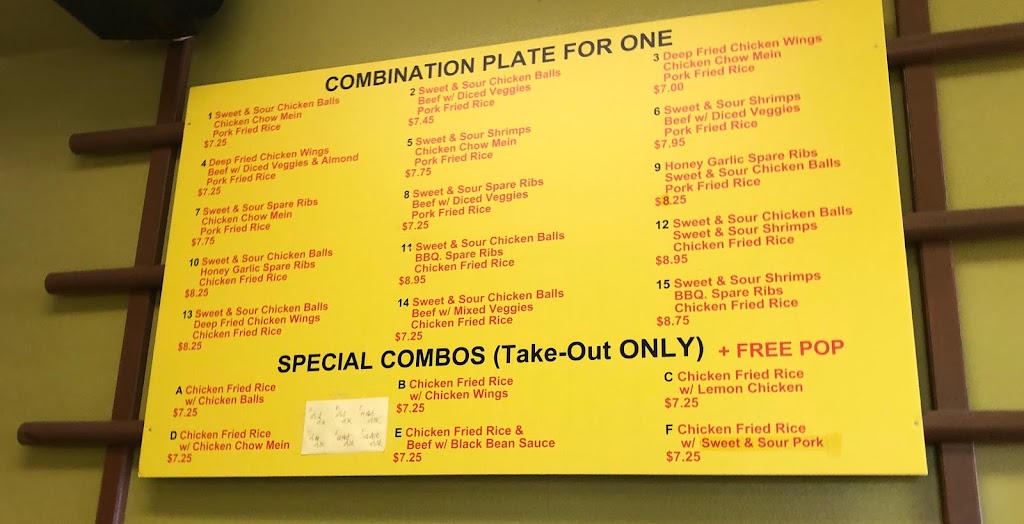 COMBINATION PLATE FOR ONE
1 Sweet & Sour Chicken Balls
Chicken Chow Mein
Pork Fried Rice
$7.25
2 Sweet & Sour Chicken Balls
Beef w/ Diced Veggies
Pork Fried Rice
$7.45
3 Deep Fried Chicken Wings
Chicken Chow Mein
Pork Fried Rice
$7.00
4 Deep Fried Chicken Wings
Beef w/ Diced Veggies & Almond
Pork Fried Rice
$7.25
5 Sweet & Sour Shrimps
Chicken Chow Mein
Pork Fried Rice
$7.75
6 Sweet & Sour Shrimps
Beef w/ Diced Veggies
Pork Fried Rice
$7.95
7 Sweet & Sour Spare Ribs
Chicken Chow Mein
Pork Fried Rice
$7.75
8 Sweet & Sour Spare Ribs
Beef w/ Diced Veggies
Pork Fried Rice
$7.25
9 Honey Garlic Spare Ribs
Sweet & Sour Chicken Balls
Pork Fried Rice
$8.25
10 Sweet & Sour Chicken Balls
Honey Garlic Spare Ribs
Chicken Fried Rice
$8.25
11 Sweet & Sour Chicken Balls
BBQ. Spare Ribs
Chicken Fried Rice
$8.95
12 Sweet & Sour Chicken Balls
Sweet & Sour Shrimps
Chicken Fried Rice
$8.95
13 Sweet & Sour Chicken Balls
Deep Fried Chicken Wings
Chicken Fried Rice
$8.25
14 Sweet & Sour Chicken Balls
Beef w/ Mixed Veggies
Chicken Fried Rice
$7.25
15 Sweet & Sour Shrimps
BBQ. Spare Ribs
Chicken Fried Rice
$8.75
SPECIAL COMBOS (Take-Out ONLY) + FREE POP
A Chicken Fried Rice
w/ Chicken Balls
$7.25
B Chicken Fried Rice
w/ Chicken Wings
$7.25
C Chicken Fried Rice
w/ Lemon Chicken
$7.25
D Chicken Fried Rice
w/ Chicken Chow Mein
$7.25
E Chicken Fried Rice &
Beef w/ Black Bean Sauce
$7.25
F Chicken Fried Rice
w/ Sweet & Sour Pork
$7.25